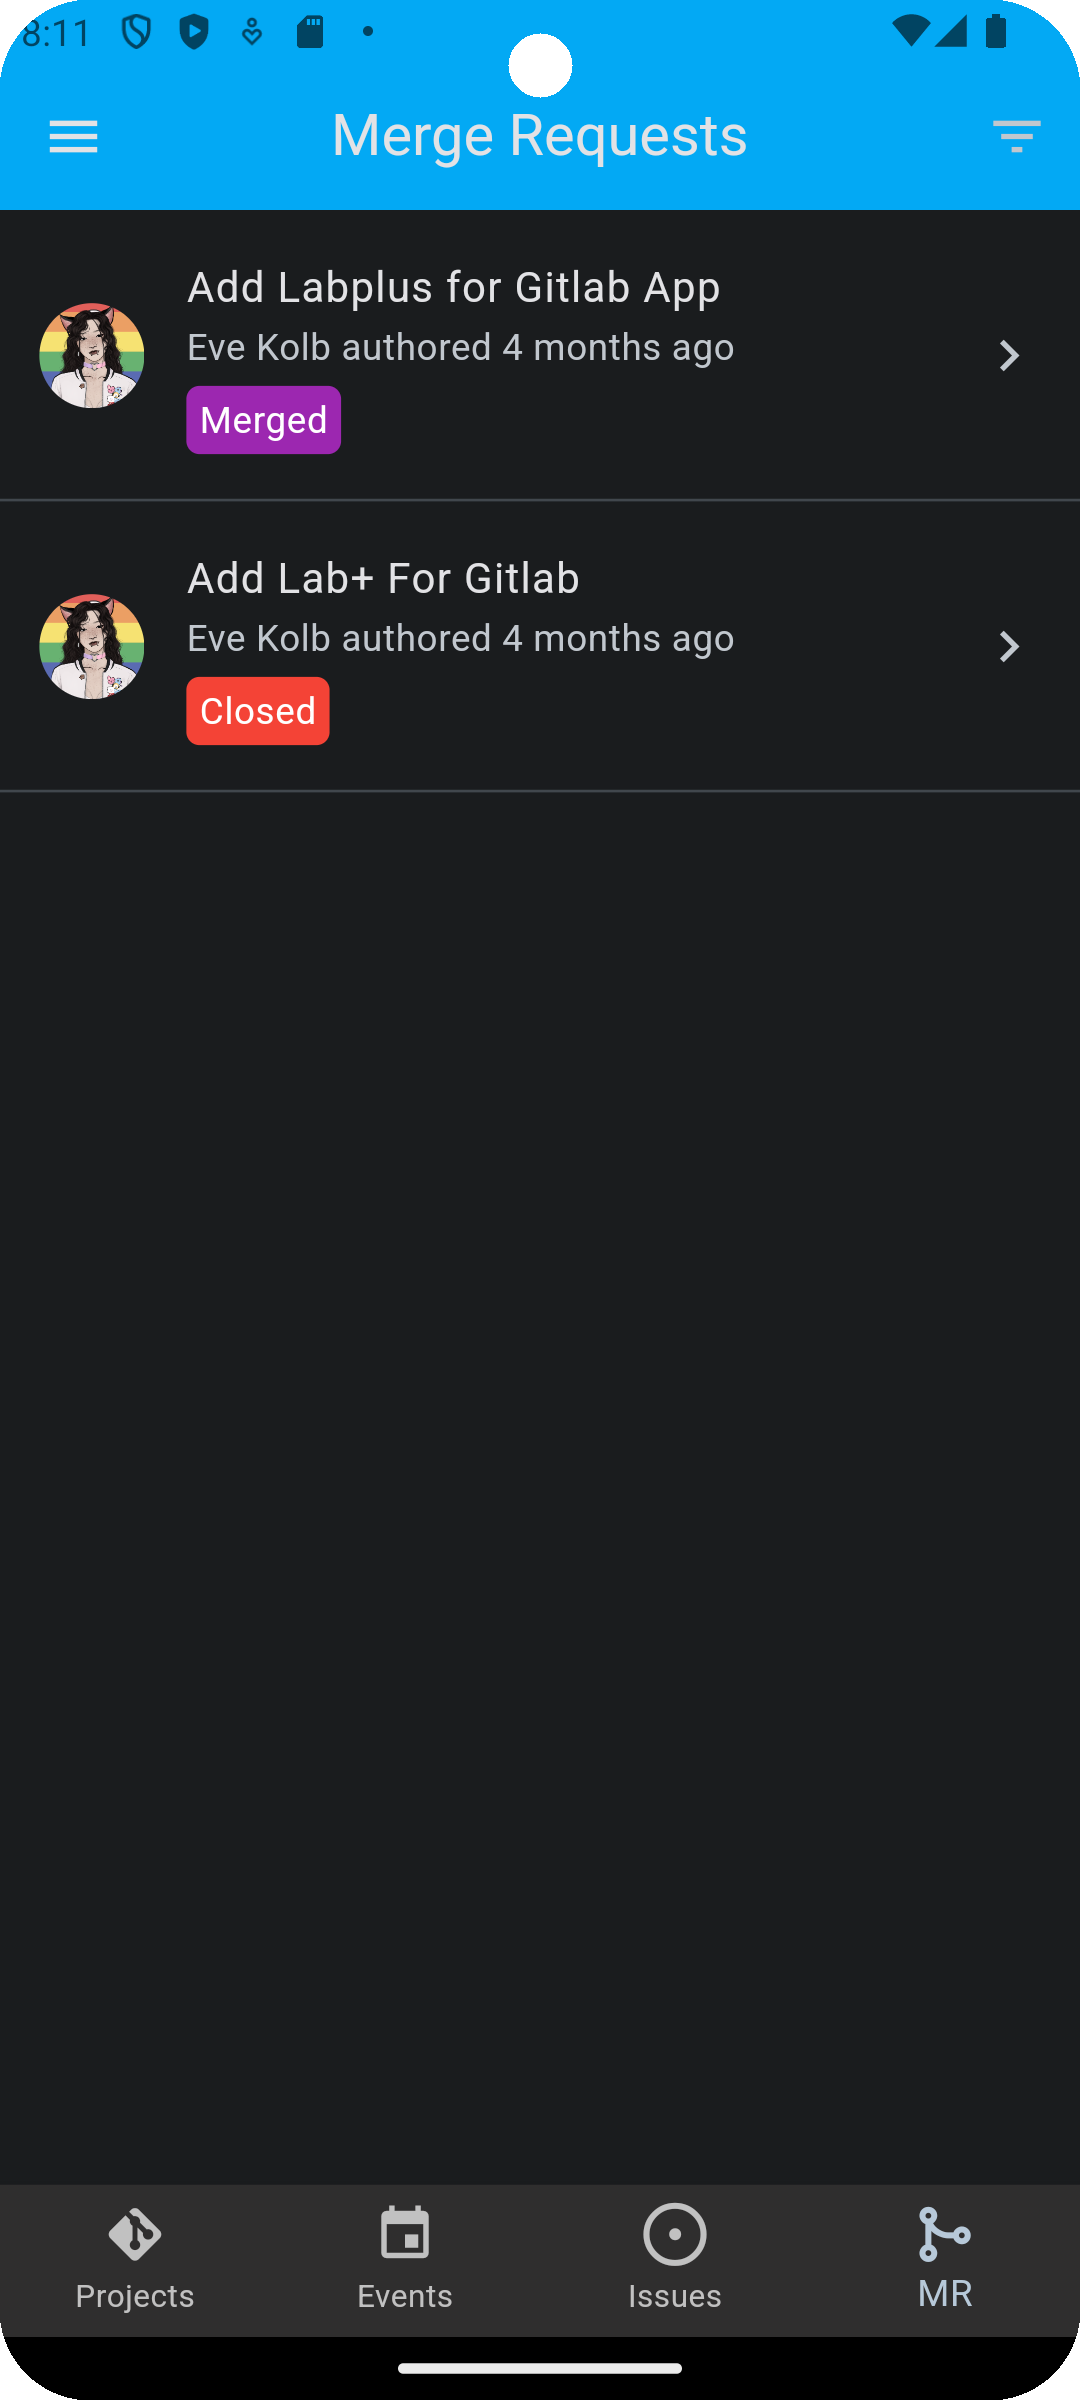 8:11
Merge Requests
Add Labplus for Gitlab App
Eve Kolb authored 4 months ago
Merged
Add Lab+ For Gitlab
Eve Kolb authored 4 months ago
Closed
Projects
Events
Issues
MR